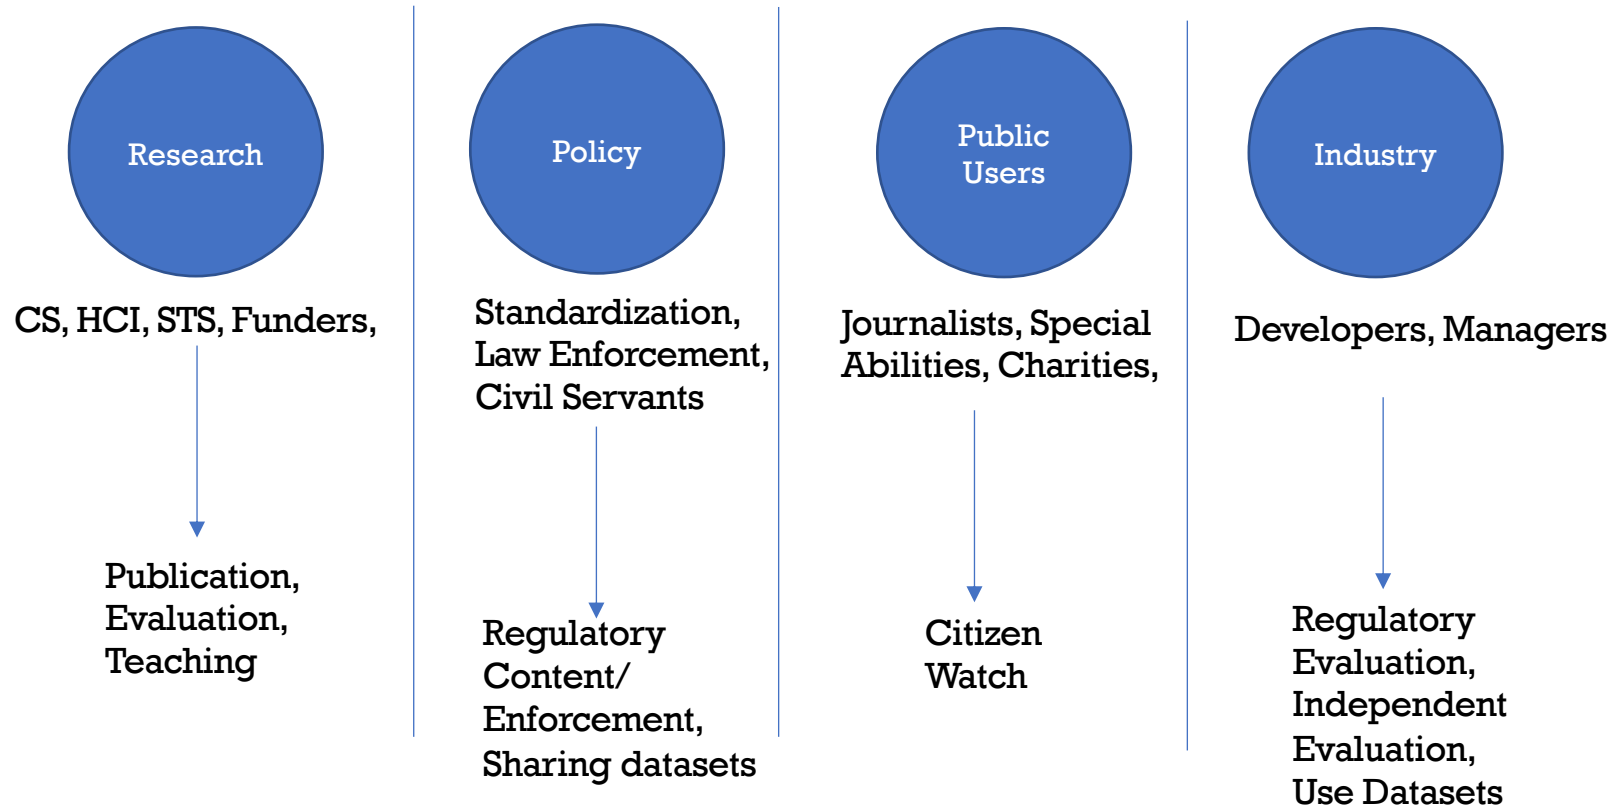 Research
CS, HCI, STS, Funders,
Publication,
Evaluation,
Teaching
Policy
Standardization,
Law Enforcement,
Civil Servants
Regulatory
Content/
Enforcement,
Sharing datasets
Public
Users
Journalists, Special
Abilities, Charities,
Citizen
Watch
Industry
Developers, Managers
Regulatory
Evaluation,
Independent
Evaluation,
Use Datasets